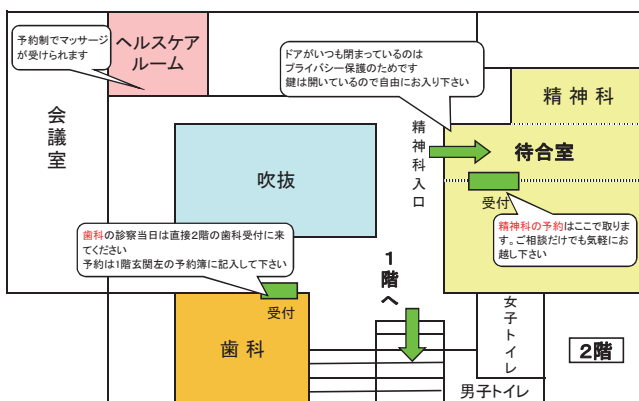 予約制でマッサージ
が受けられます
ヘルスケア
ルーム
会議室
ドアがいつも閉まっているのは
プライバシー保護のためです
鍵は開いているので自由にお入り下さい
精神科
精神科入口
待合室
受付
吹抜
精神科の予約はここで取りま
す。ご相談だけでも気軽にお
越し下さい
歯科の診察当日は直接2階の歯科受付に来
てください
予約は1階玄関左の予約簿に記入して下さい
受付
歯科
1階へ
女子トイレ
2階
男子トイレ